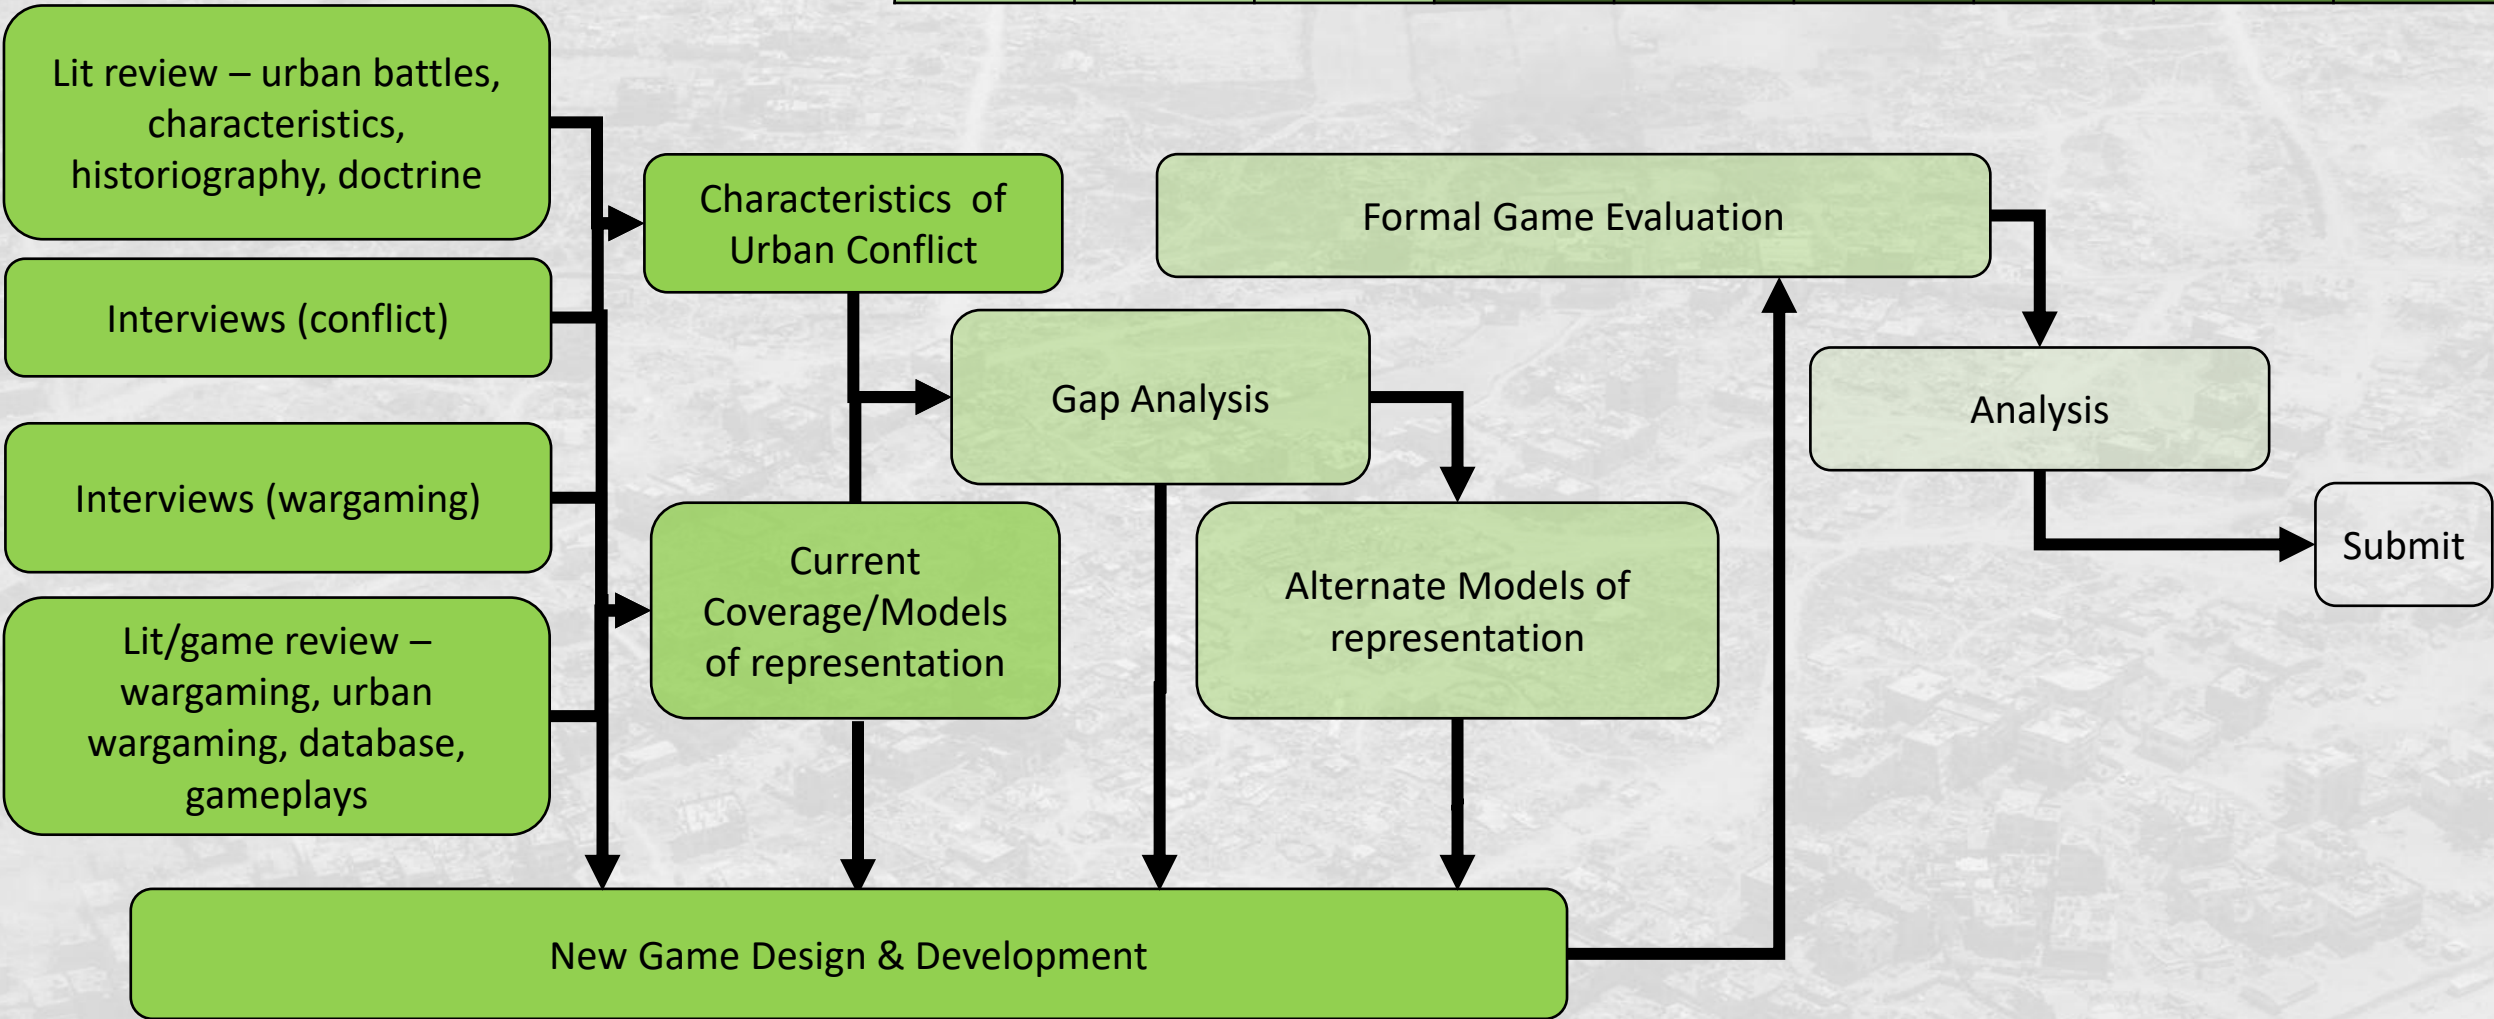 Lit review – urban battles,
characteristics,
historiography, doctrine
Interviews (conflict)
Interviews (wargaming)
Lit/game review –
wargaming, urban
wargaming, database,
gameplays
Characteristics  of
Urban Conflict
Current
Coverage/Models
of representation
Gap Analysis
Alternate Models of
representation
Formal Game Evaluation
Analysis
Submit
New Game Design & Development